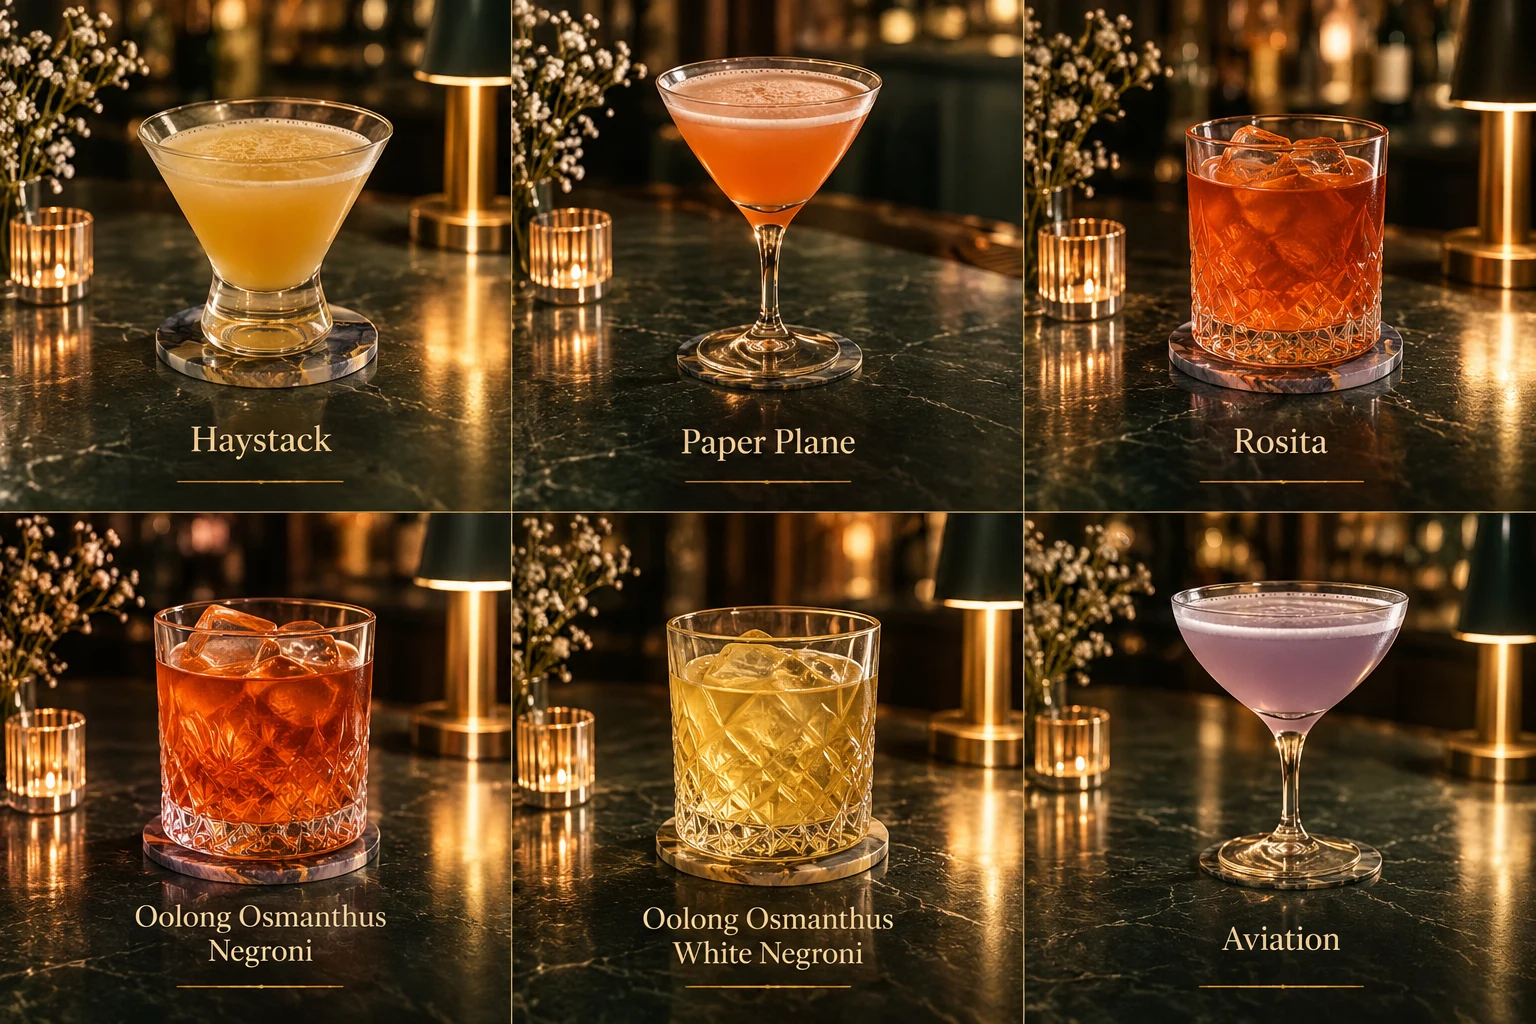 Haystack
Paper Plane
Rosita
Oolong Osmanthus
Negroni
Oolong Osmanthus
White Negroni
Aviation